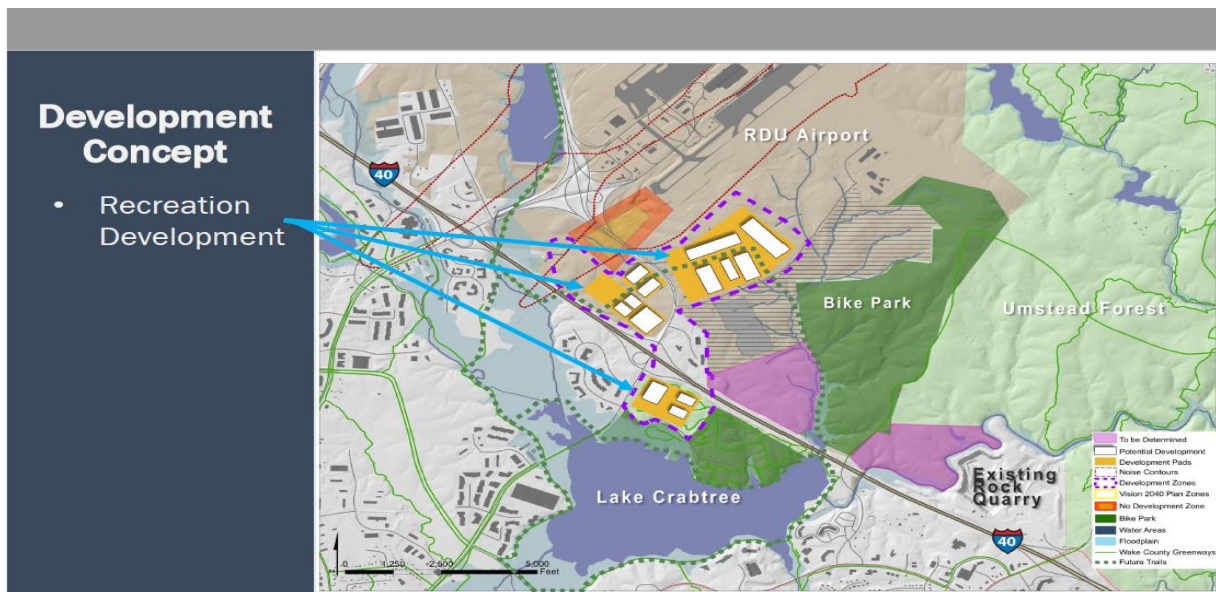 Development
Concept
• Recreation
Development
40
RDU Airport
Bike Park
Umstead Forest
Lake Crabtree
Existing
Rock
Quarry
40
0 1,250 2,500 5,000
Feet
To be Determined
Potential Development
Development Pads
Noise Contours
Development Zones
Vision 2040 Plan Zones
No Development Zone
Bike Park
Water Areas
Floodplain
Wake County Greenways
Future Trails